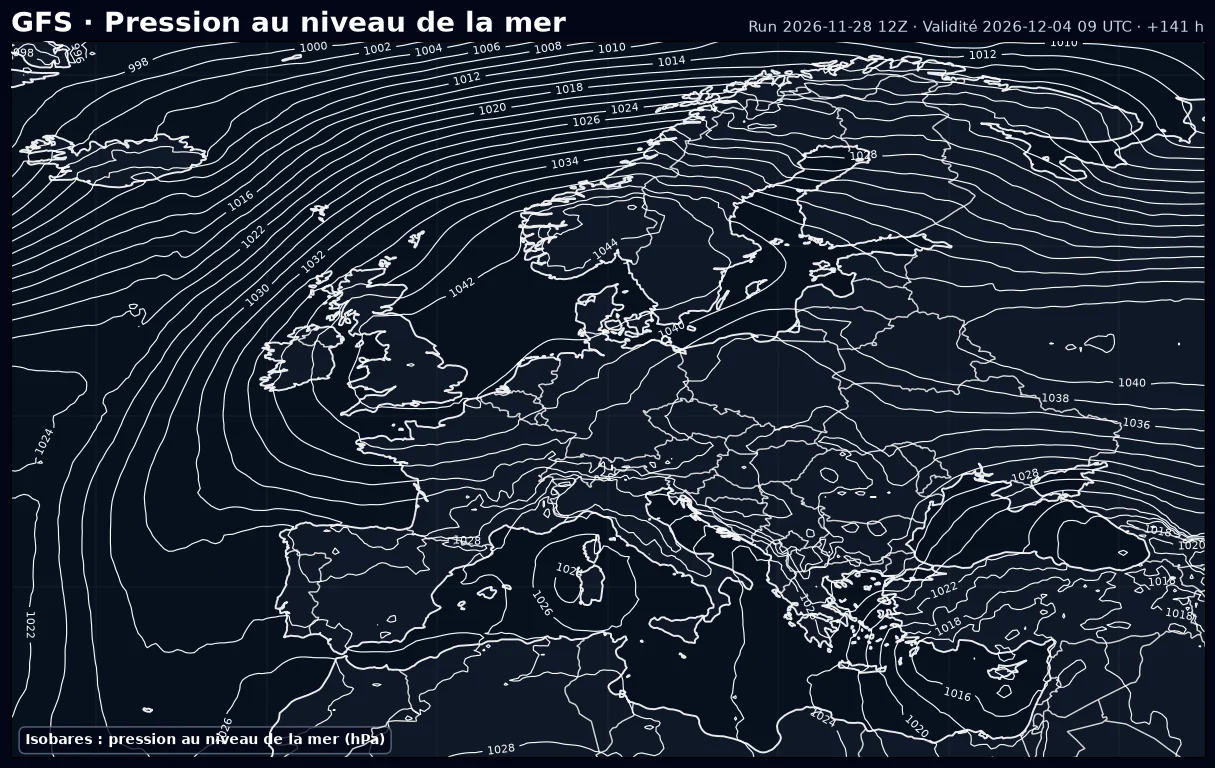 GFS · Pression au niveau de la mer
Run 2026-11-28 12Z · Validité 2026-12-04 09 UTC · +141 h
1000 1002 1004 1006 1008 1010 1010
998 998 1014 1012
1012
1018
1020 1024
1026
1034 1028
1016
1022 1044
1032
1042
1030
1040
1040
1038
1024 1036
1028
1018
1028 1020
1026 1022 1018
1022 1018 1018
1016
1024 1020
1028
Isobares : pression au niveau de la mer (hPa)